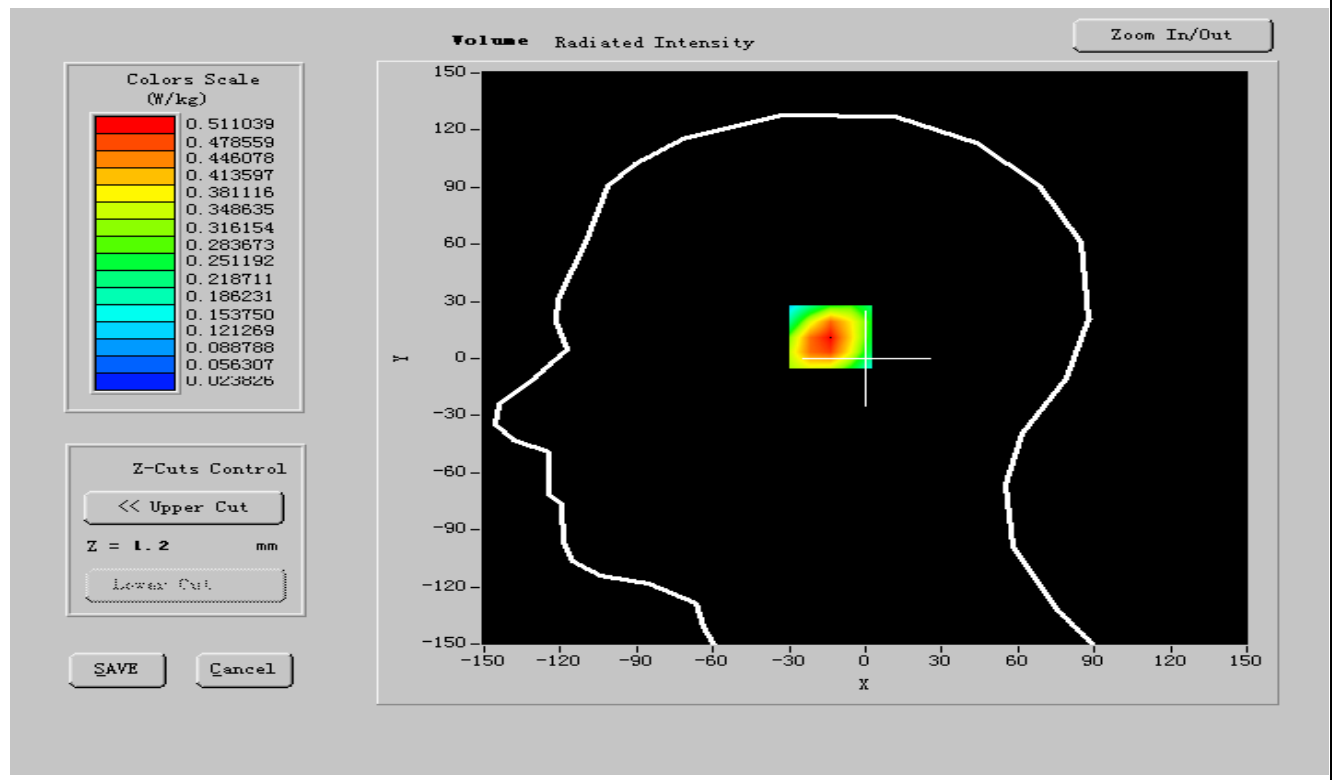 Volume Radiated Intensity
Zoom In/Out
Colors Scale
(W/kg)
0.511039
0.478559
0.446078
0.413597
0.381116
0.348635
0.316154
0.283673
0.251192
0.218711
0.186231
0.153750
0.121269
0.088788
0.056307
0.023826
Z-Cuts Control
<< Upper Cut
Z = 1.2 mm
Lower Cut
SAVE
Cancel
150
120
90
60
30
0
-30
-60
-90
-120
-150
Y
-150 -120 -90 -60 -30 0 30 60 90 120 150
X